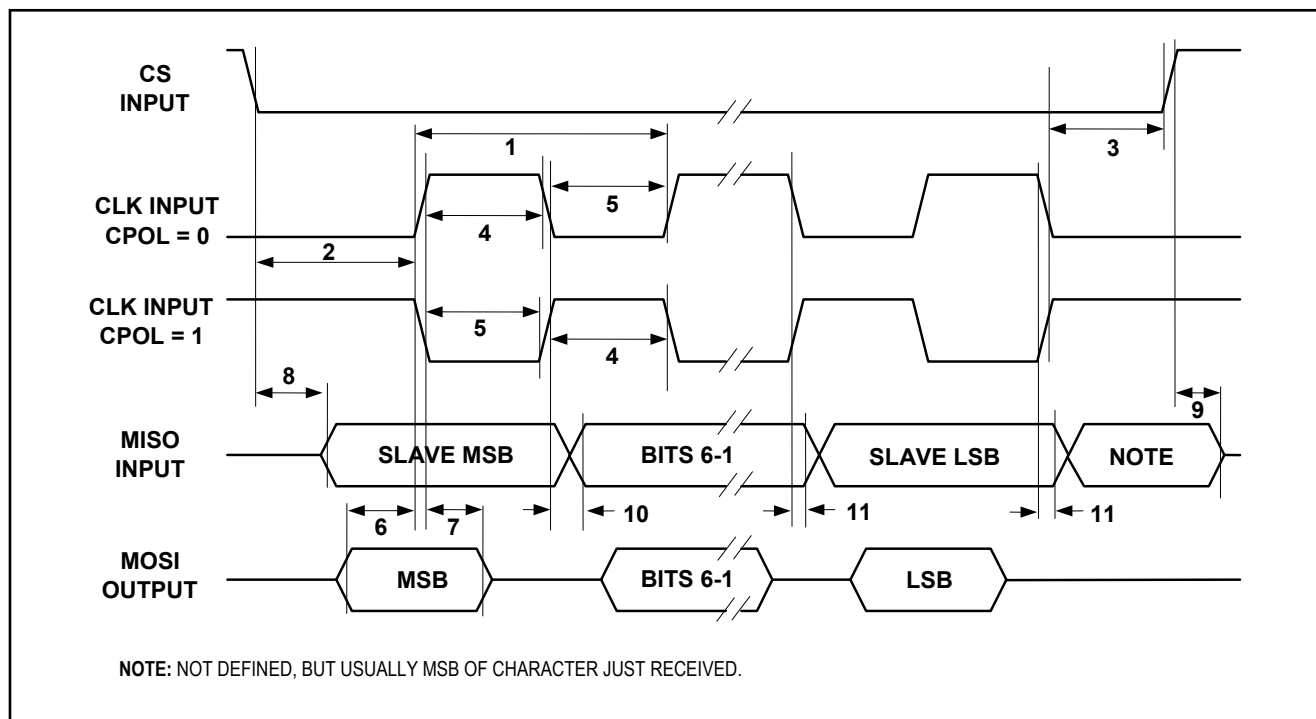 CS
INPUT
1
3
CLK INPUT
CPOL = 0
5
4
2
CLK INPUT
CPOL = 1
5
4
8
9
MISO
INPUT
SLAVE MSB
BITS 6-1
SLAVE LSB
NOTE
6
7
10
11
11
MOSI
OUTPUT
MSB
BITS 6-1
LSB
NOTE: NOT DEFINED, BUT USUALLY MSB OF CHARACTER JUST RECEIVED.